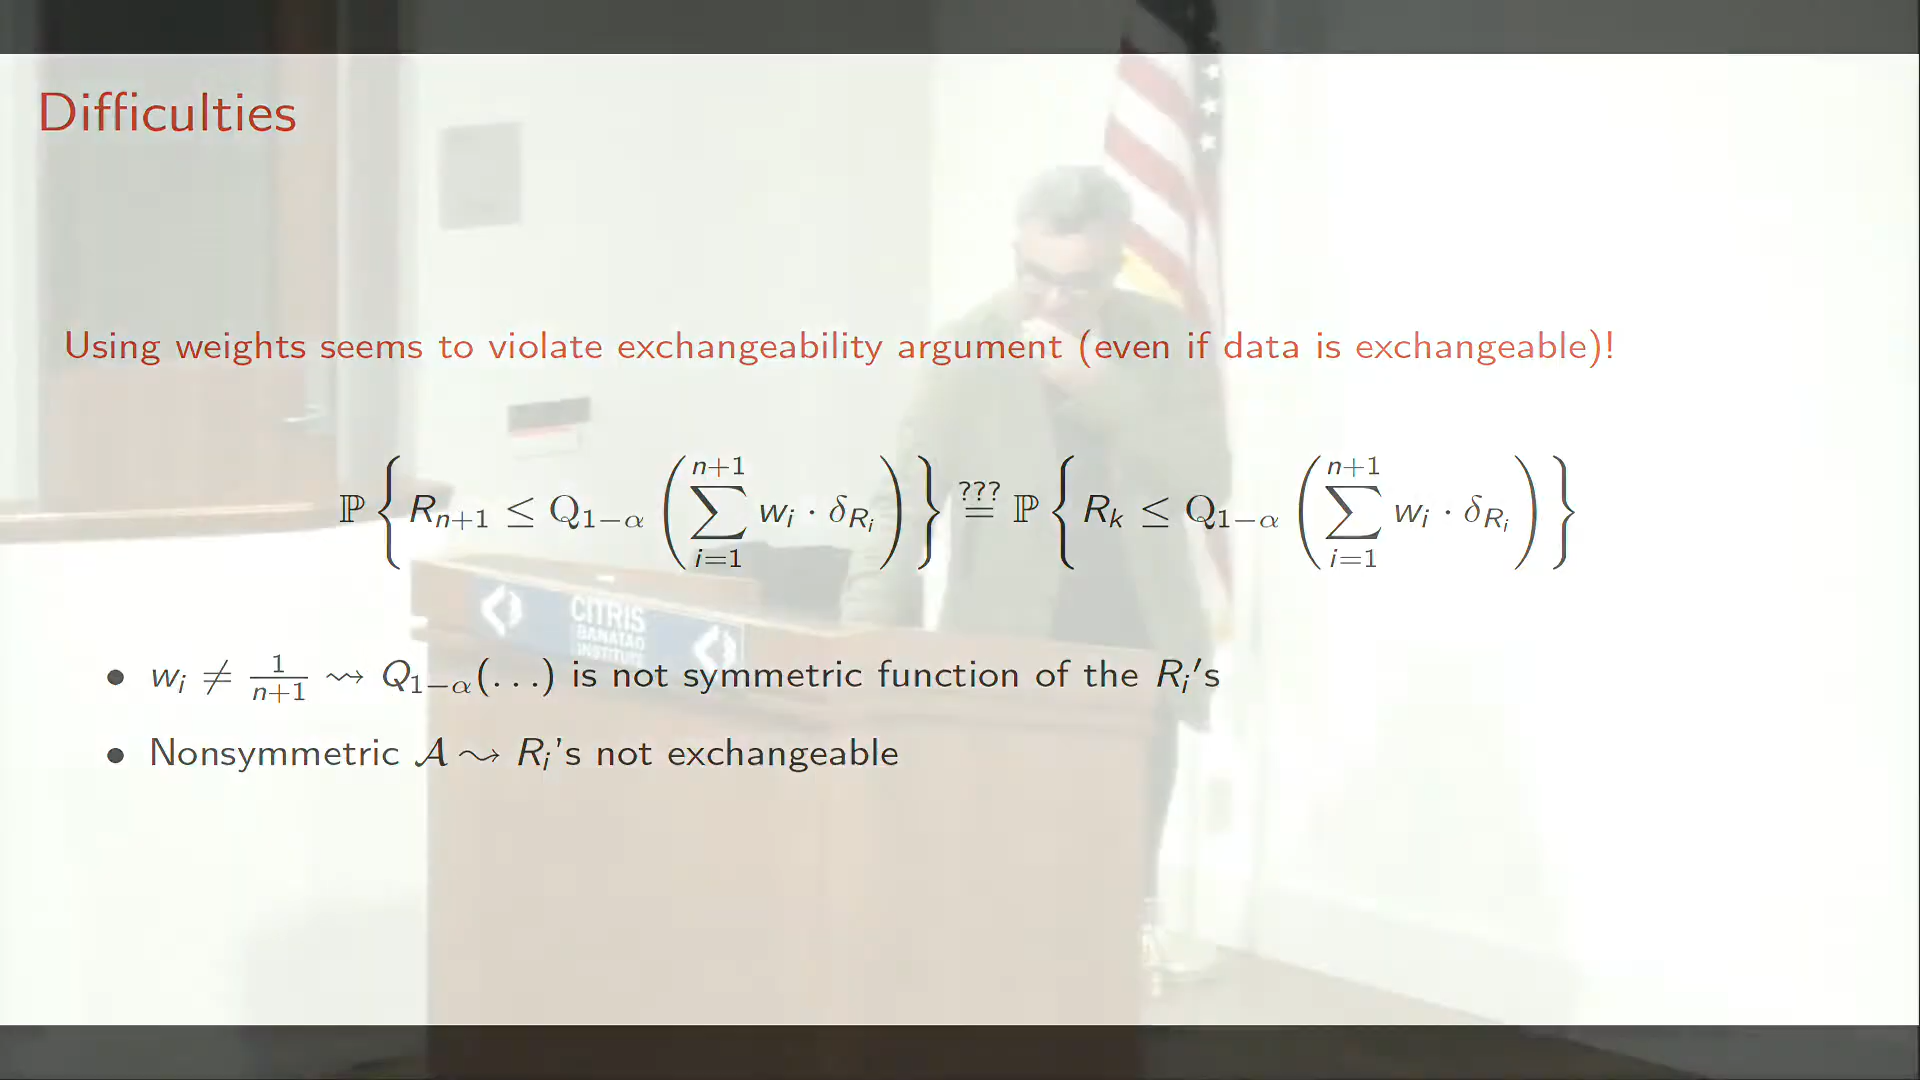 Difficulties
Using weights seems to violate exchangeability argument (even if data is exchangeable)!
ℙ { R_{n+1} ≤ Q_{1−α} ( ∑_{i=1}^{n+1} w_i · δ_{R_i} ) } =^{???} ℙ { R_k ≤ Q_{1−α} ( ∑_{i=1}^{n+1} w_i · δ_{R_i} ) }
CITRIS
BANATAO
INSTITUTE
• w_i ≠ 1/(n+1) ⇝ Q_{1−α}(...) is not symmetric function of the R_i's
• Nonsymmetric 𝒜 ⇝ R_i's not exchangeable